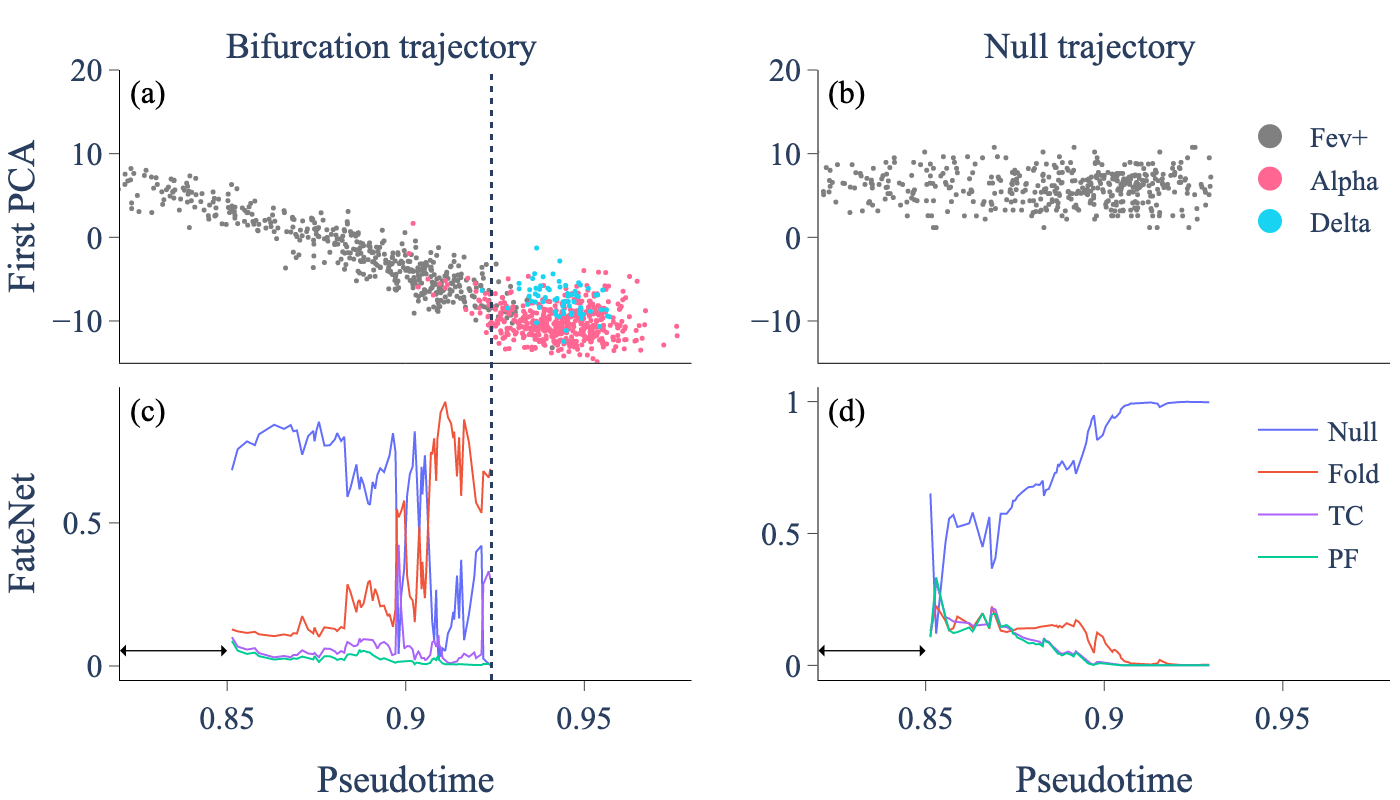 Bifurcation trajectory
Null trajectory
First PCA
20
10
0
−10
(a)
20
10
0
−10
(b)
Fev+
Alpha
Delta
FateNet
0.5
0
(c)
0.85
0.9
0.95
Pseudotime
1
0.5
0
(d)
Null
Fold
TC
PF
0.85
0.9
0.95
Pseudotime